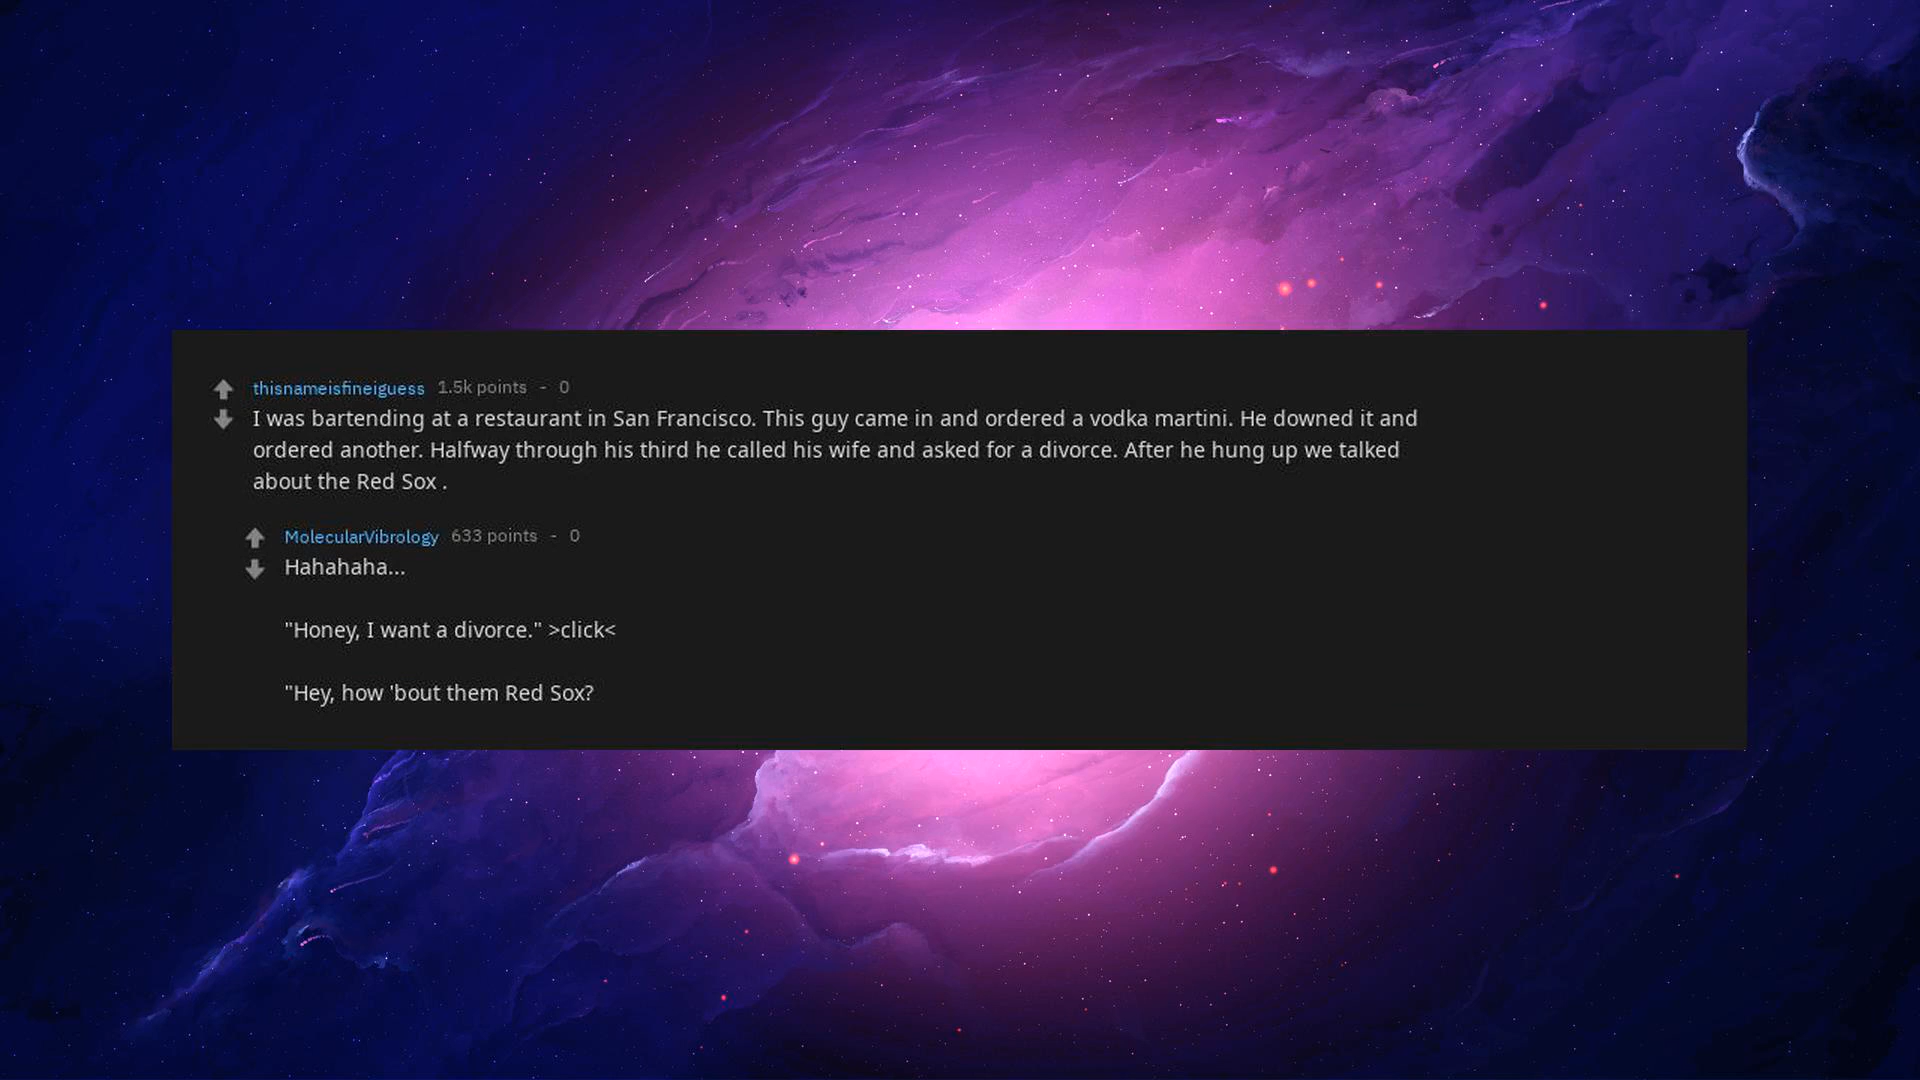 thisnameisfineiguess 1.5k points - 0
I was bartending at a restaurant in San Francisco. This guy came in and ordered a vodka martini. He downed it and
ordered another. Halfway through his third he called his wife and asked for a divorce. After he hung up we talked
about the Red Sox .
MolecularVibrology 633 points - 0
Hahahaha...
"Honey, I want a divorce." >click<
"Hey, how 'bout them Red Sox?